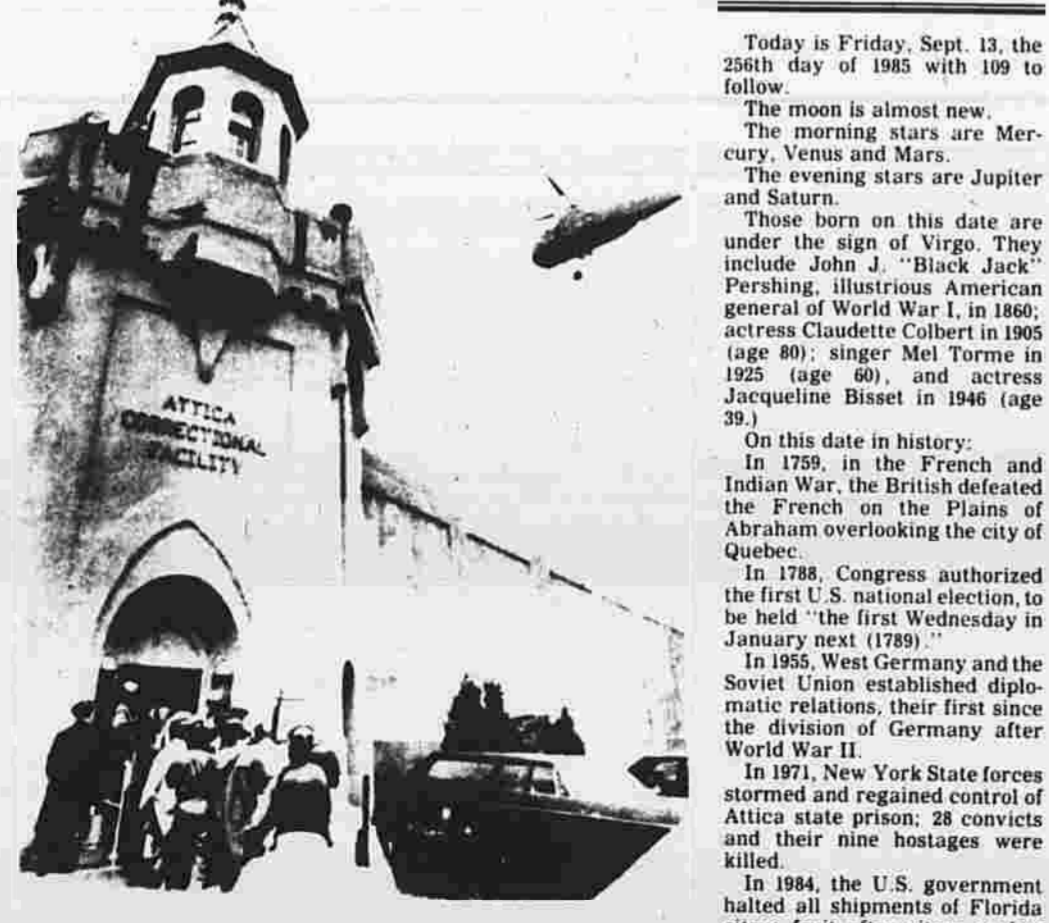 ATTICA
CORRECTIONAL
FACILITY
Today is Friday, Sept. 13, the
256th day of 1985 with 109 to
follow.
The moon is almost new.
The morning stars are Mer-
cury, Venus and Mars.
The evening stars are Jupiter
and Saturn.
Those born on this date are
under the sign of Virgo. They
include John J. "Black Jack"
Pershing, illustrious American
general of World War I, in 1860;
actress Claudette Colbert in 1905
(age 80); singer Mel Torme in
1925 (age 60), and actress
Jacqueline Bisset in 1946 (age
39.)
On this date in history:
In 1759, in the French and
Indian War, the British defeated
the French on the Plains of
Abraham overlooking the city of
Quebec.
In 1788, Congress authorized
the first U.S. national election, to
be held "the first Wednesday in
January next (1789)."
In 1955, West Germany and the
Soviet Union established diplo-
matic relations, their first since
the division of Germany after
World War II.
In 1971, New York State forces
stormed and regained control of
Attica state prison; 28 convicts
and their nine hostages were
killed.
In 1984, the U.S. government
halted all shipments of Florida